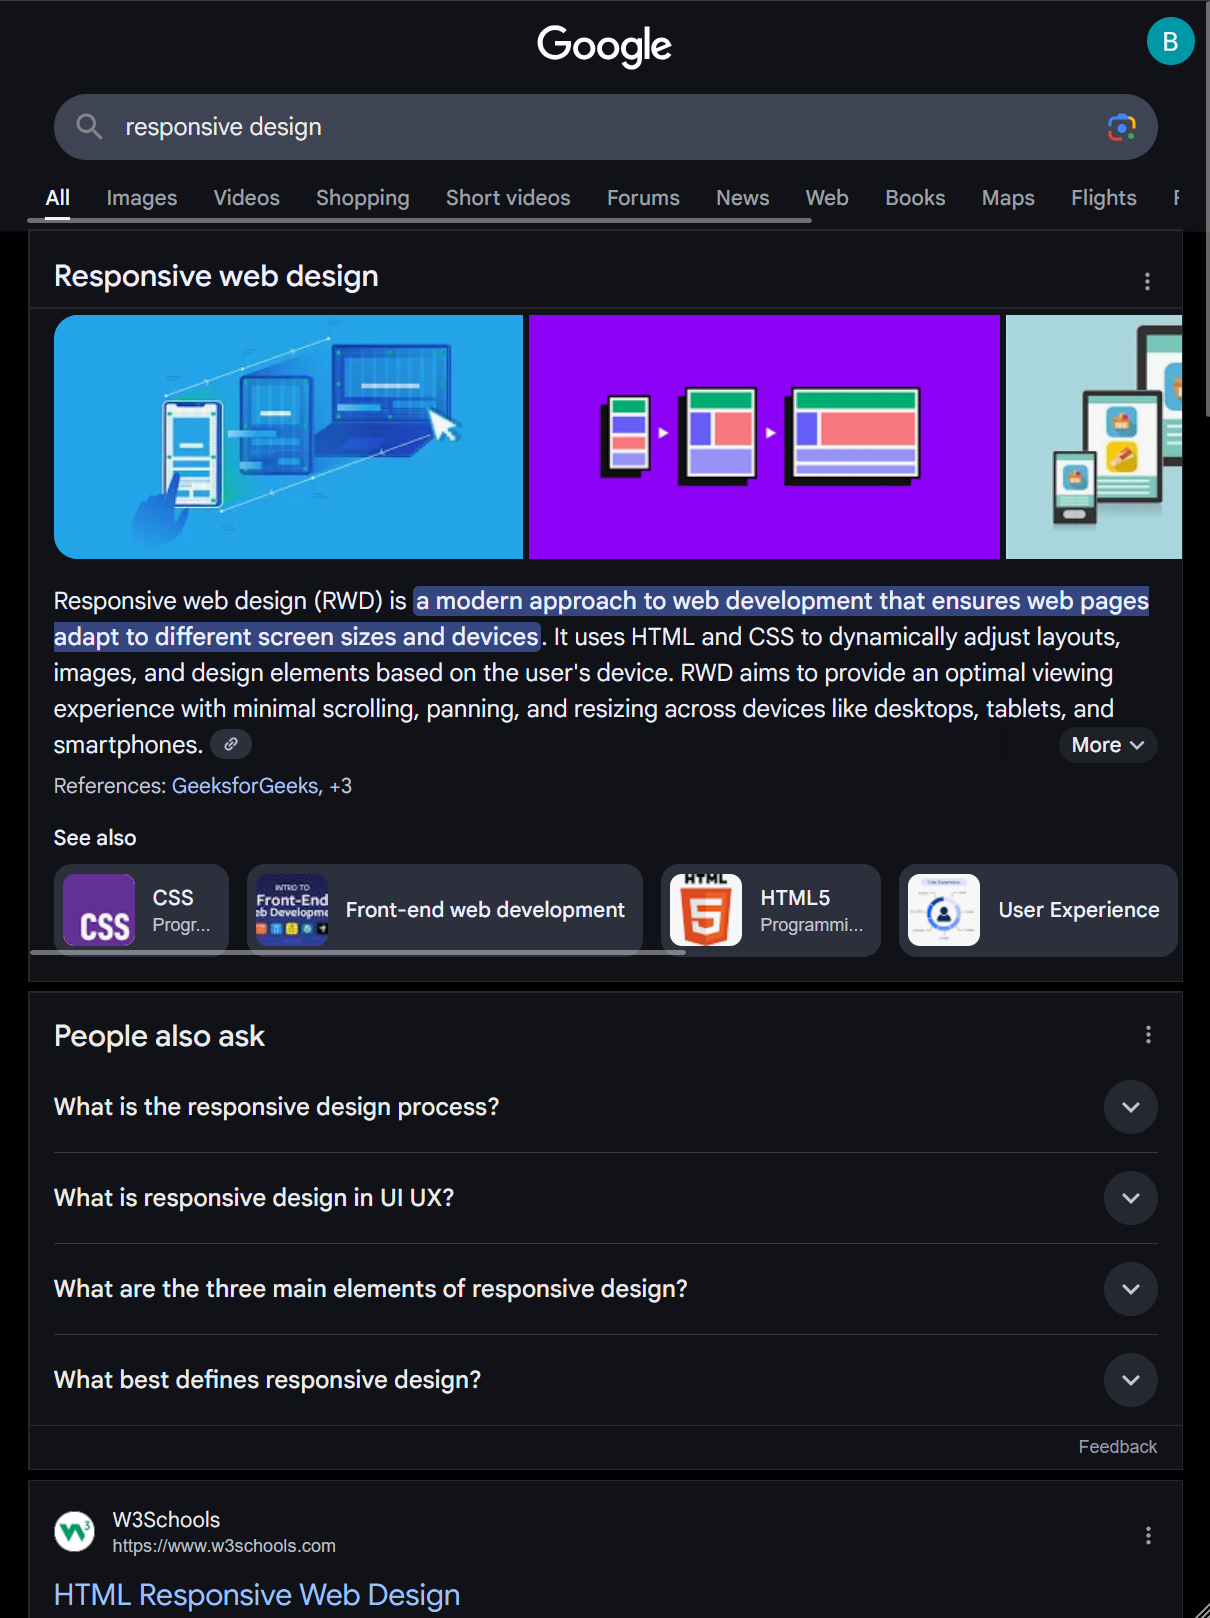 Google
B
responsive design
All Images Videos Shopping Short videos Forums News Web Books Maps Flights
Responsive web design
Responsive web design (RWD) is a modern approach to web development that ensures web pages
adapt to different screen sizes and devices. It uses HTML and CSS to dynamically adjust layouts,
images, and design elements based on the user's device. RWD aims to provide an optimal viewing
experience with minimal scrolling, panning, and resizing across devices like desktops, tablets, and
smartphones.
More
References: GeeksforGeeks, +3
See also
CSS
CSS
Progr...
INTRO TO
Front-End
eb Developme
Front-end web development
HTML
5
HTML5
Programmi...
User Experience
User Experience
People also ask
What is the responsive design process?
What is responsive design in UI UX?
What are the three main elements of responsive design?
What best defines responsive design?
Feedback
W3
W3Schools
https://www.w3schools.com
HTML Responsive Web Design